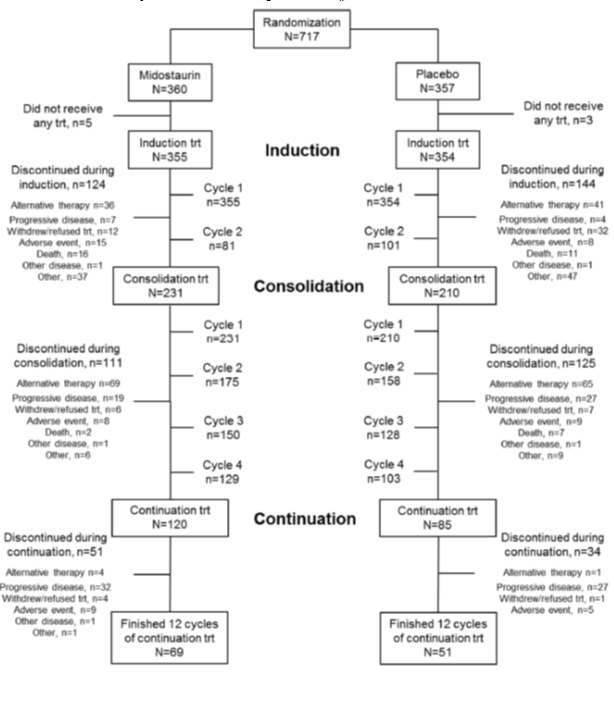 Randomization
N=717
Midostaurin
N=360
Placebo
N=357
Did not receive
any trt, n=5
Did not receive
any trt, n=3
Induction trt
N=355
Induction
Induction trt
N=354
Discontinued during
induction, n=124
Alternative therapy n=36
Progressive disease, n=7
Withdrew/refused trt, n=12
Adverse event, n=15
Death, n=16
Other disease, n=1
Other, n=37
Cycle 1
n=355
Cycle 2
n=81
Cycle 1
n=354
Cycle 2
n=101
Discontinued during
induction, n=144
Alternative therapy n=41
Progressive disease, n=4
Withdrew/refused trt, n=32
Adverse event, n=8
Death, n=11
Other disease, n=1
Other, n=47
Consolidation trt
N=231
Consolidation
Consolidation trt
N=210
Discontinued during
consolidation, n=111
Alternative therapy n=69
Progressive disease, n=19
Withdrew/refused trt, n=6
Adverse event, n=8
Death, n=2
Other disease, n=1
Other, n=6
Cycle 1
n=231
Cycle 2
n=175
Cycle 3
n=150
Cycle 4
n=129
Cycle 1
n=210
Cycle 2
n=158
Cycle 3
n=128
Cycle 4
n=103
Discontinued during
consolidation, n=125
Alternative therapy n=65
Progressive disease, n=27
Withdrew/refused trt, n=7
Adverse event, n=9
Death, n=7
Other disease, n=1
Other, n=9
Continuation trt
N=120
Continuation
Continuation trt
N=85
Discontinued during
continuation, n=51
Alternative therapy n=4
Progressive disease, n=32
Withdrew/refused trt, n=4
Adverse event, n=9
Other disease, n=1
Other, n=1
Discontinued during
continuation, n=34
Alternative therapy n=1
Progressive disease, n=27
Withdrew/refused trt, n=1
Adverse event, n=5
Finished 12 cycles
of continuation trt
N=69
Finished 12 cycles
of continuation trt
N=51